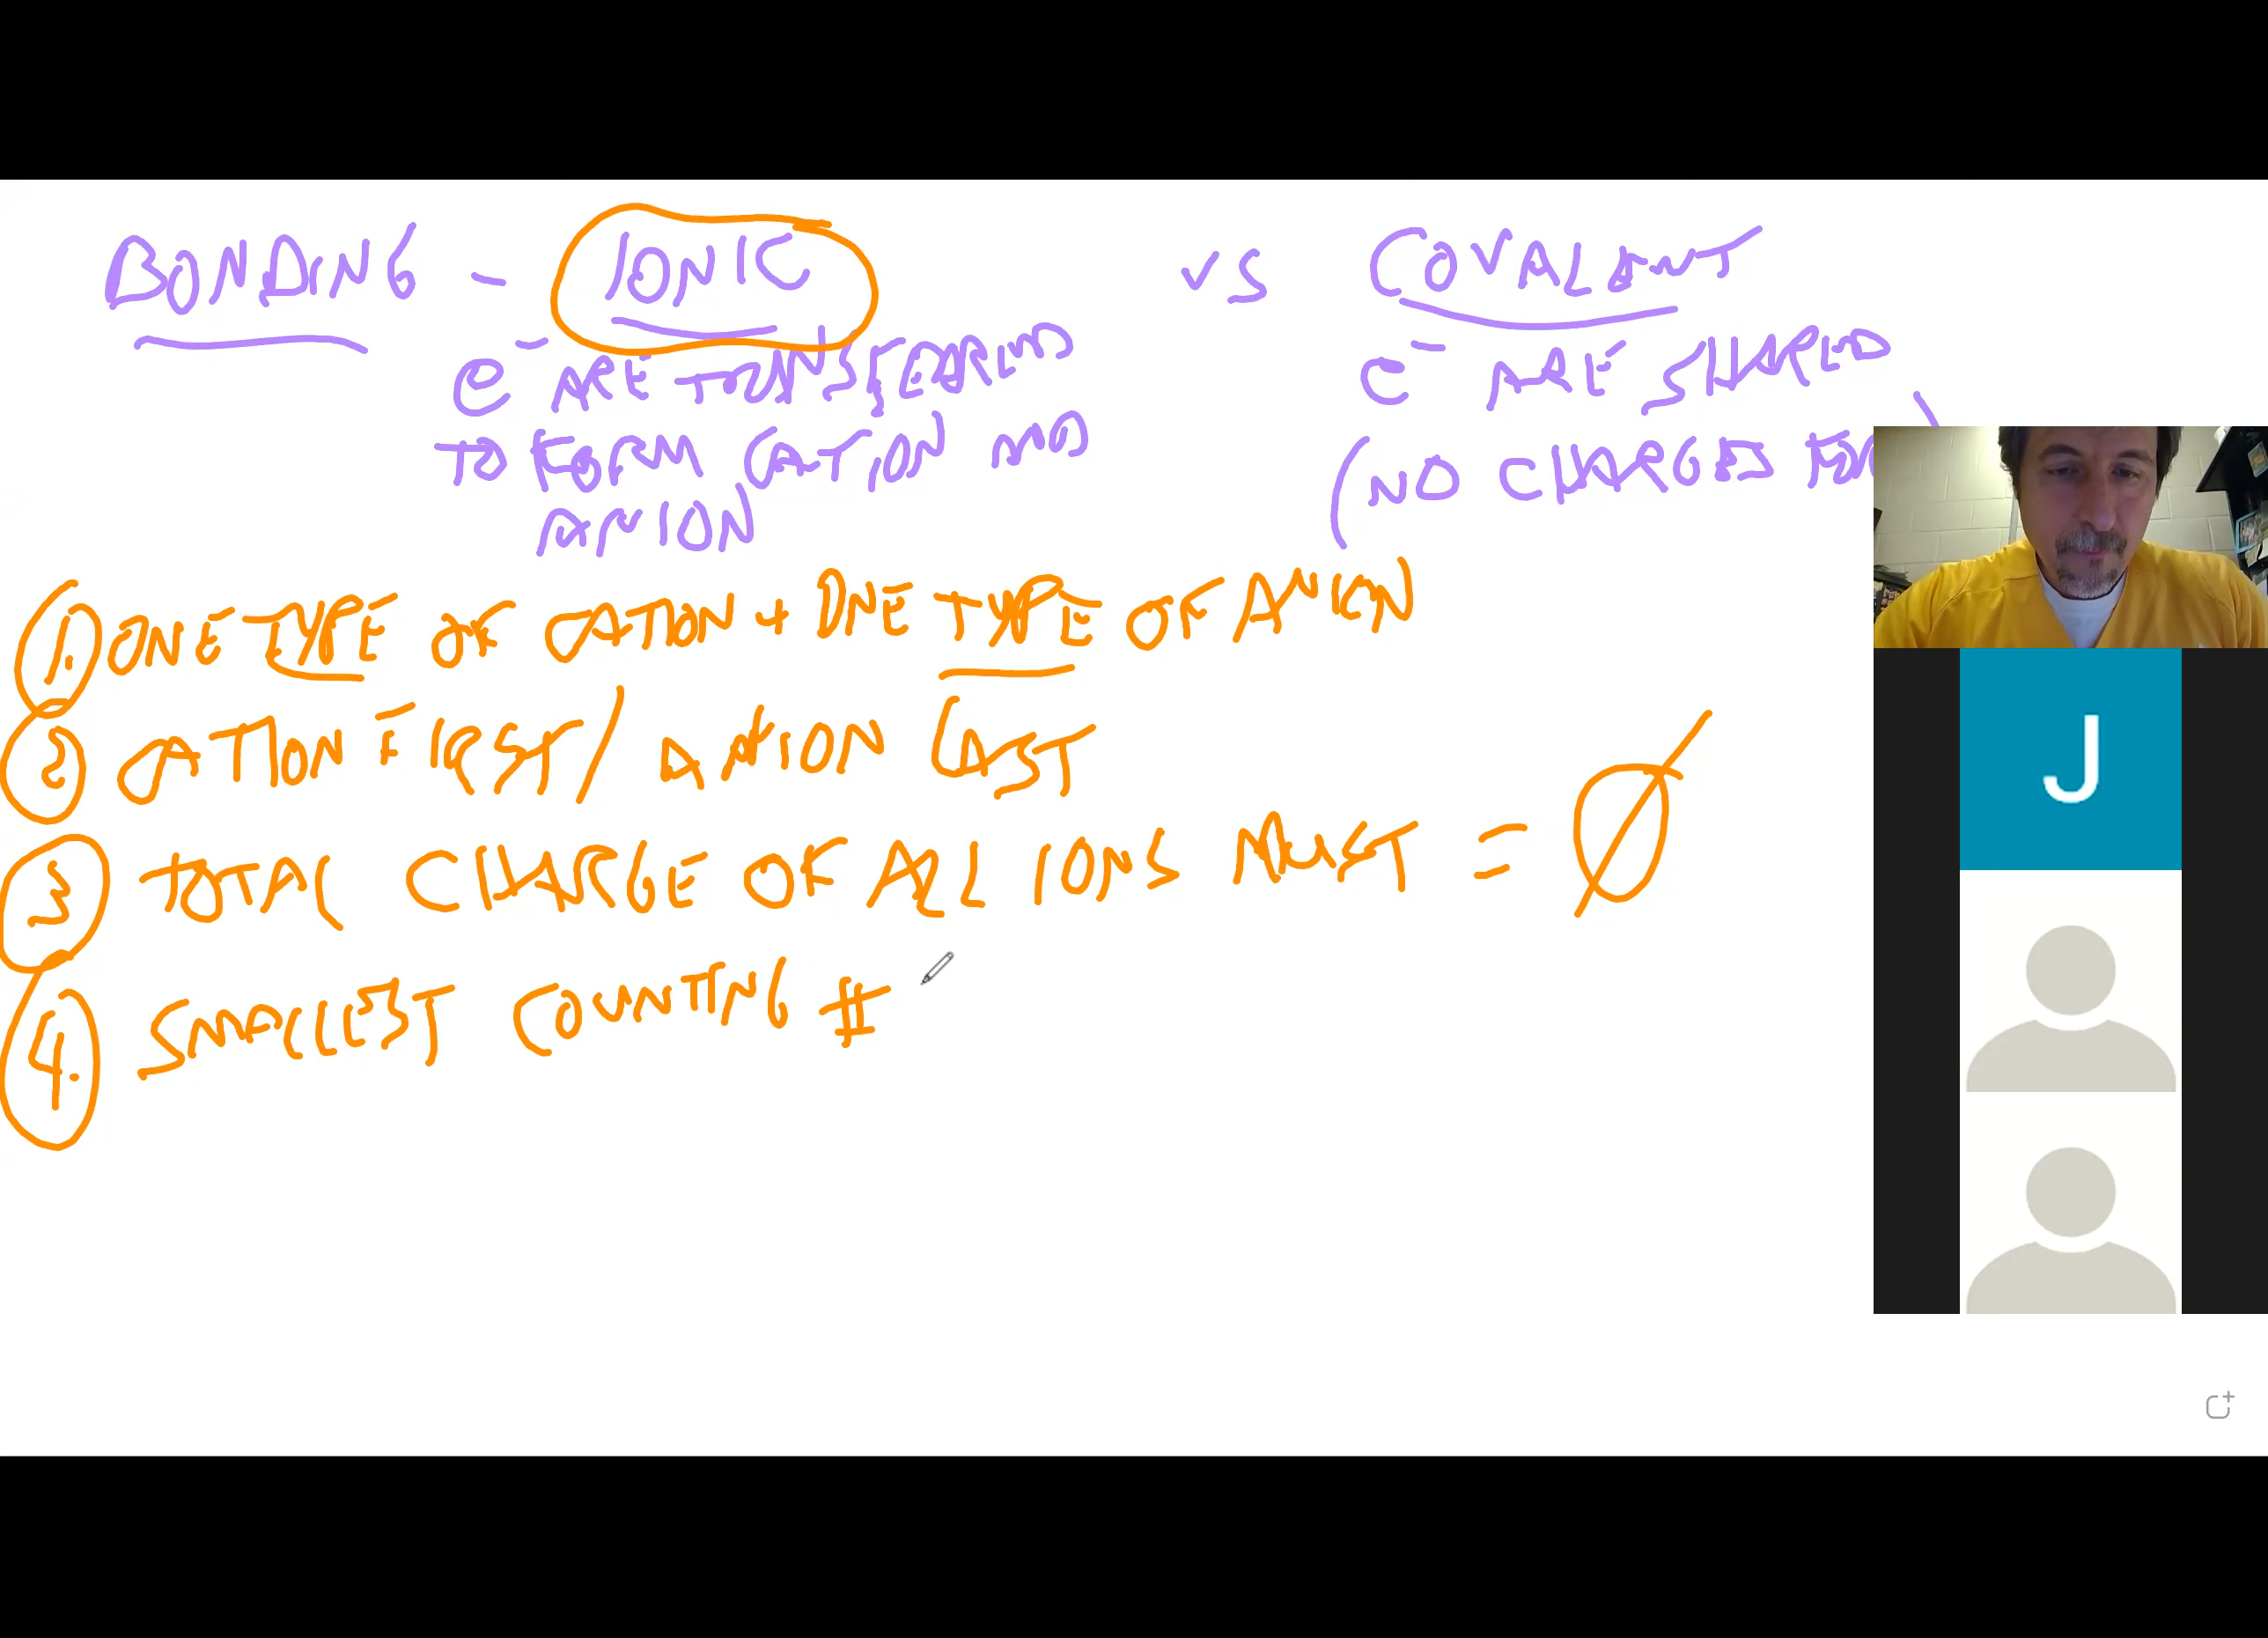 BONDING - IONIC vs COVALENT
e⁻ ARE TRANSFERRED
TO FORM CATION AND
ANION
e⁻ ARE SHARED
(NO CHARGES
1. ONE TYPE OF CATION + ONE TYPE OF ANION
2 CATION FIRST / ANION LAST
3 TOTAL CHARGE OF ALL IONS MUST = Ø
4. SMALLEST COUNTING #
J